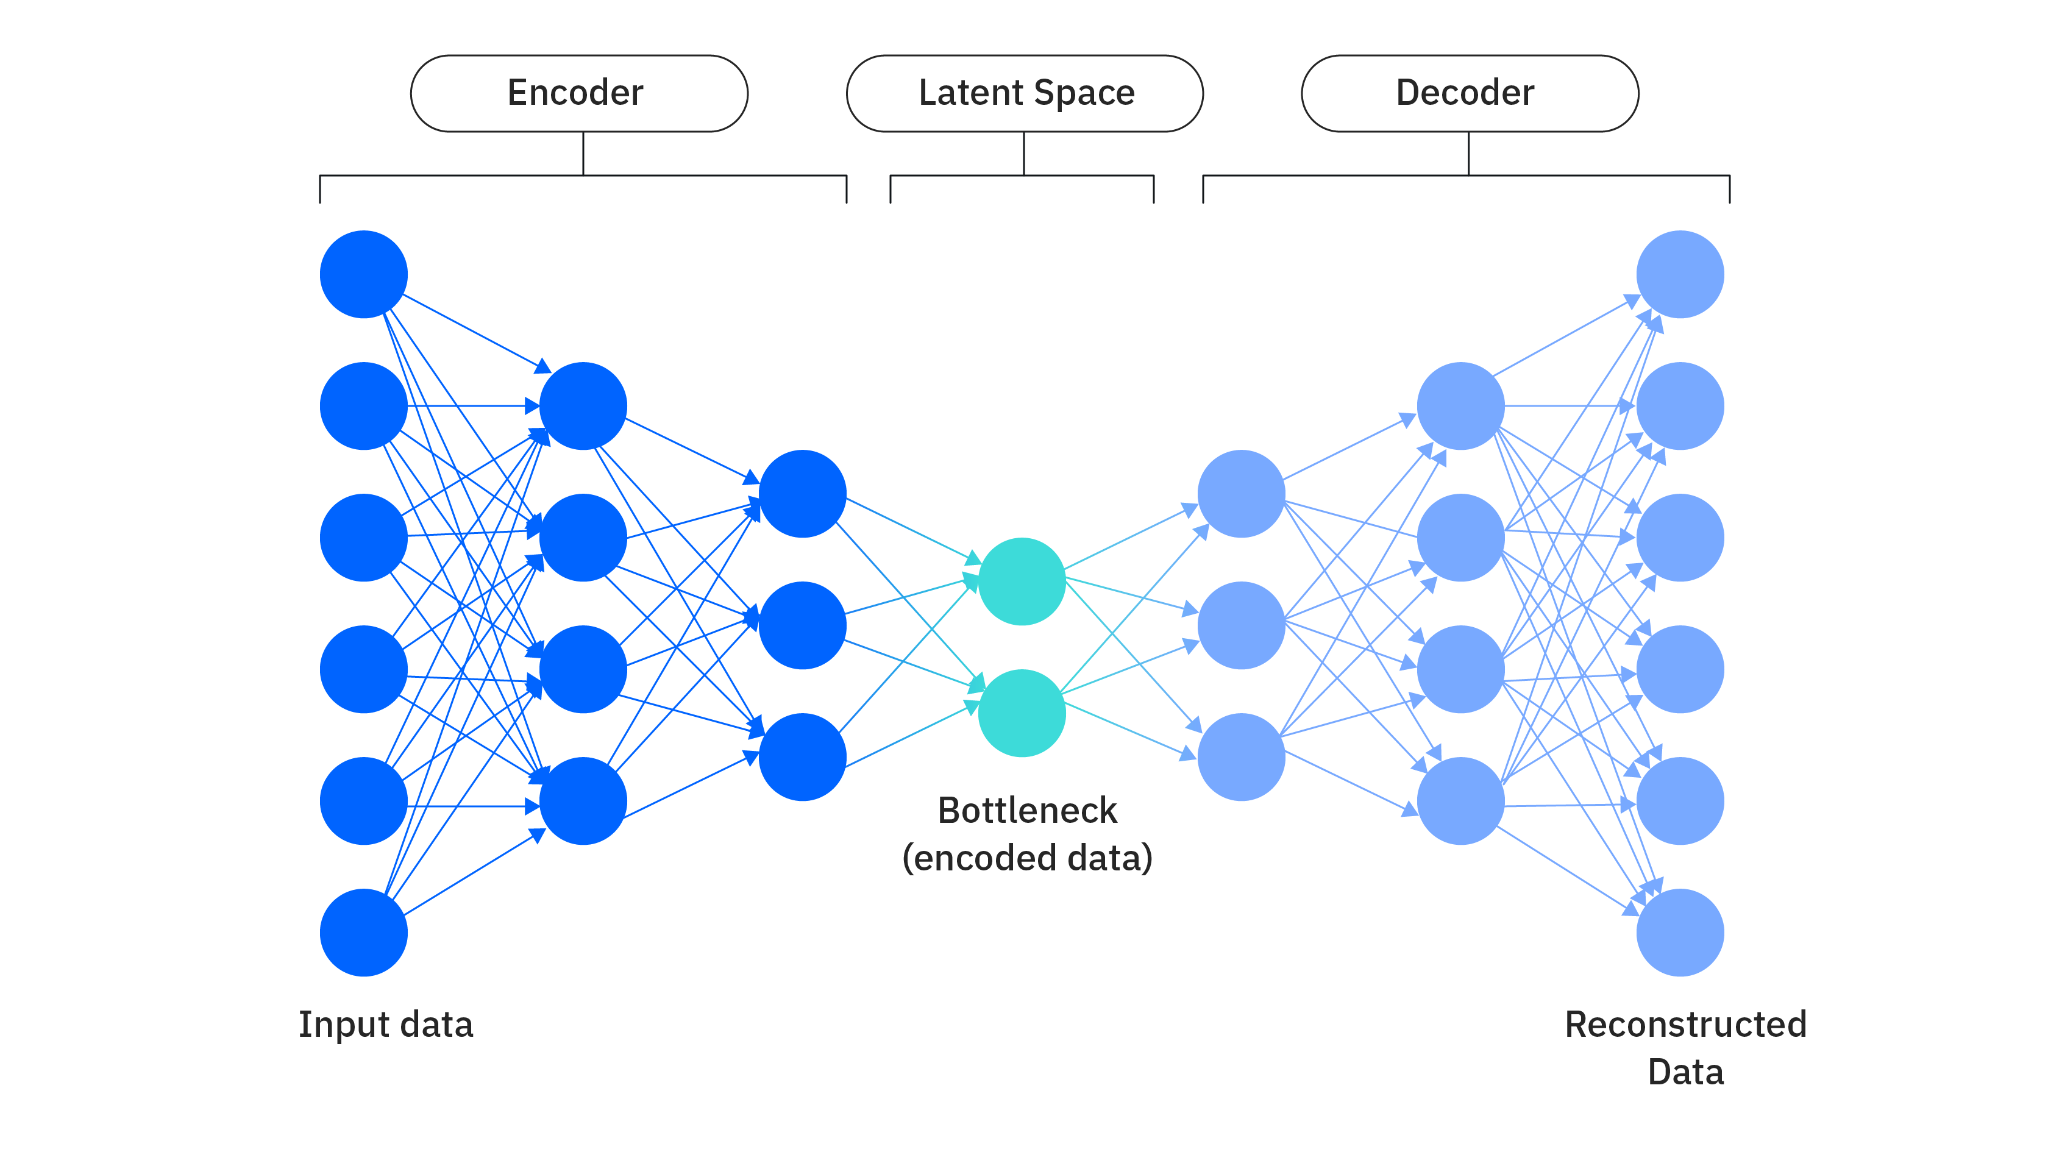 Encoder
Latent Space
Decoder
Bottleneck
(encoded data)
Input data
Reconstructed
Data